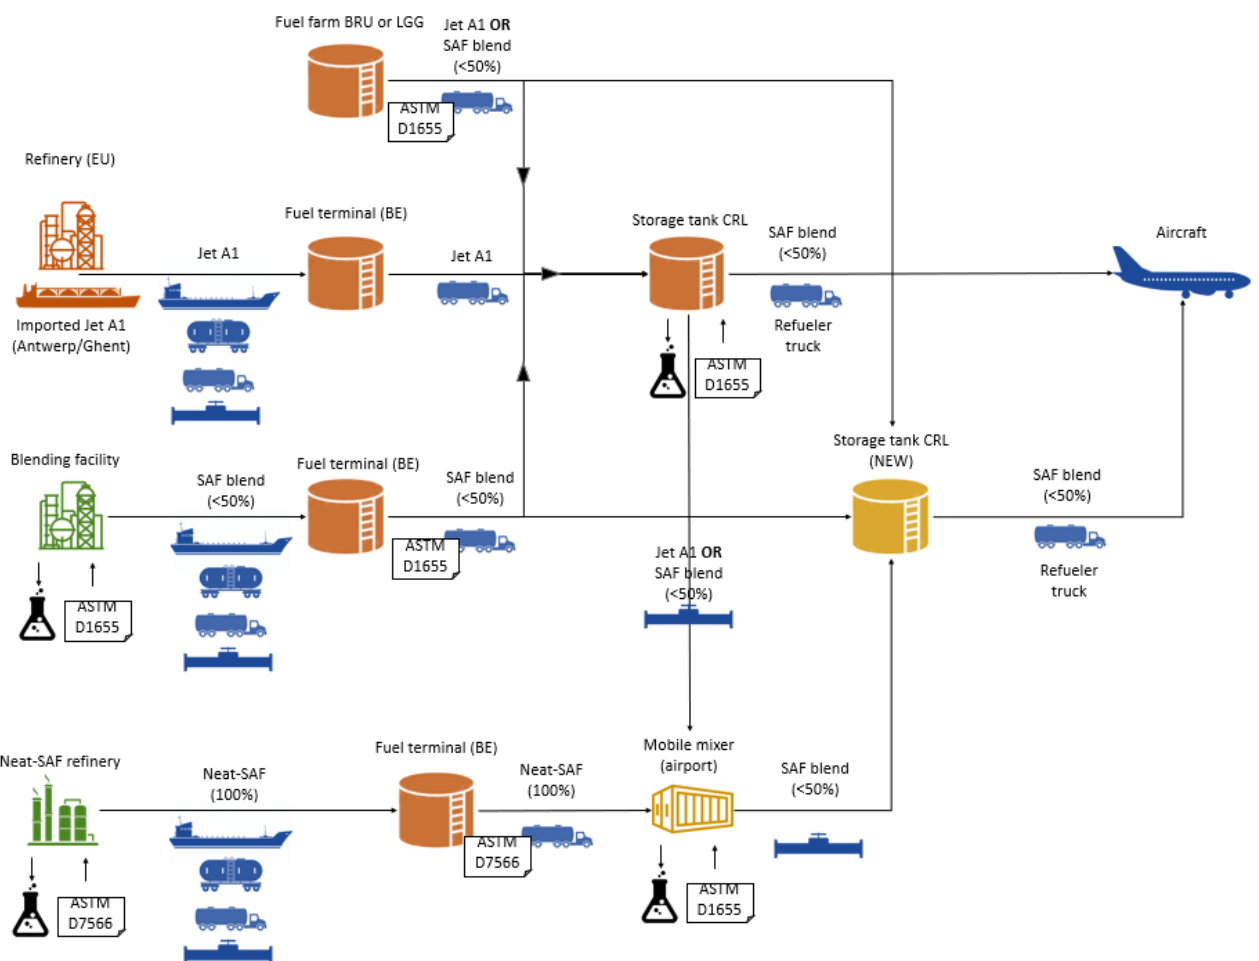 Fuel farm BRU or LGG
Jet A1 OR
SAF blend
(<50%)
ASTM
D1655
Refinery (EU)
Fuel terminal (BE)
Storage tank CRL
SAF blend
(<50%)
Aircraft
Jet A1
Jet A1
Imported Jet A1
(Antwerp/Ghent)
Refueler
truck
ASTM
D1655
Blending facility
SAF blend
(<50%)
Fuel terminal (BE)
SAF blend
(<50%)
ASTM
D1655
Storage tank CRL
(NEW)
SAF blend
(<50%)
Jet A1 OR
SAF blend
(<50%)
Refueler
truck
ASTM
D1655
Neat-SAF refinery
Neat-SAF
(100%)
Fuel terminal (BE)
Neat-SAF
(100%)
Mobile mixer
(airport)
SAF blend
(<50%)
ASTM
D7566
ASTM
D7566
ASTM
D1655